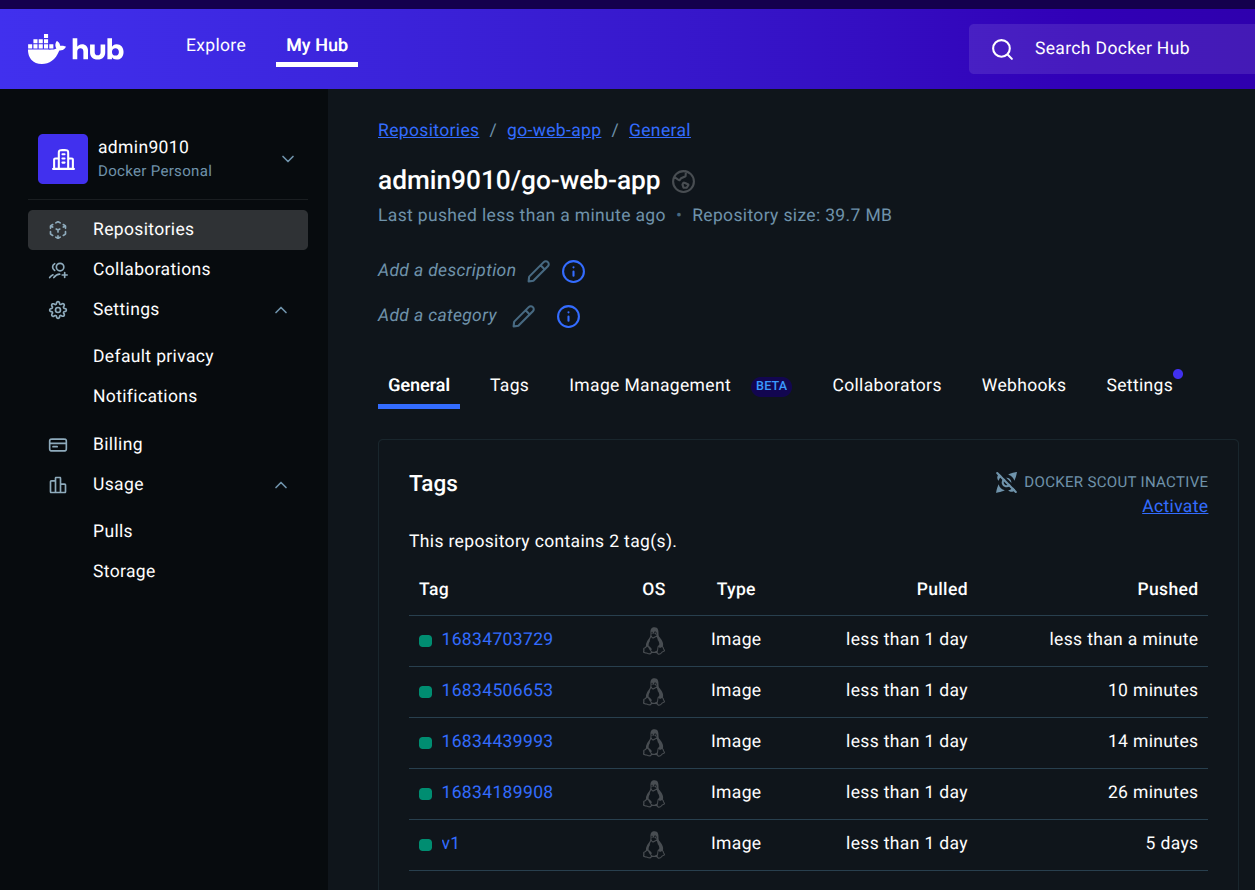 hub Explore My Hub Search Docker Hub
admin9010
Docker Personal
Repositories
Collaborations
Settings
Default privacy
Notifications
Billing
Usage
Pulls
Storage
Repositories / go-web-app / General
admin9010/go-web-app
Last pushed less than a minute ago • Repository size: 39.7 MB
Add a description
Add a category
General Tags Image Management BETA Collaborators Webhooks Settings
Tags
DOCKER SCOUT INACTIVE
Activate
This repository contains 2 tag(s).
Tag OS Type Pulled Pushed
16834703729 Image less than 1 day less than a minute
16834506653 Image less than 1 day 10 minutes
16834439993 Image less than 1 day 14 minutes
16834189908 Image less than 1 day 26 minutes
v1 Image less than 1 day 5 days